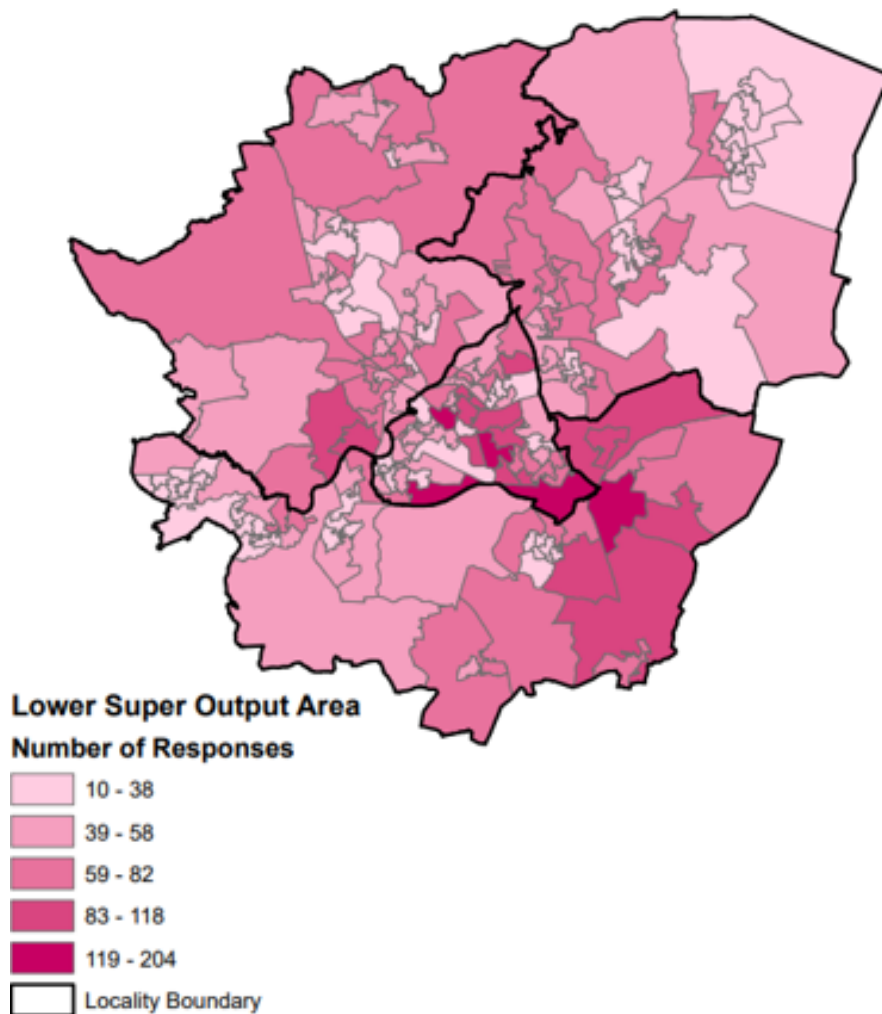 Lower Super Output Area
Number of Responses
10 - 38
39 - 58
59 - 82
83 - 118
119 - 204
Locality Boundary